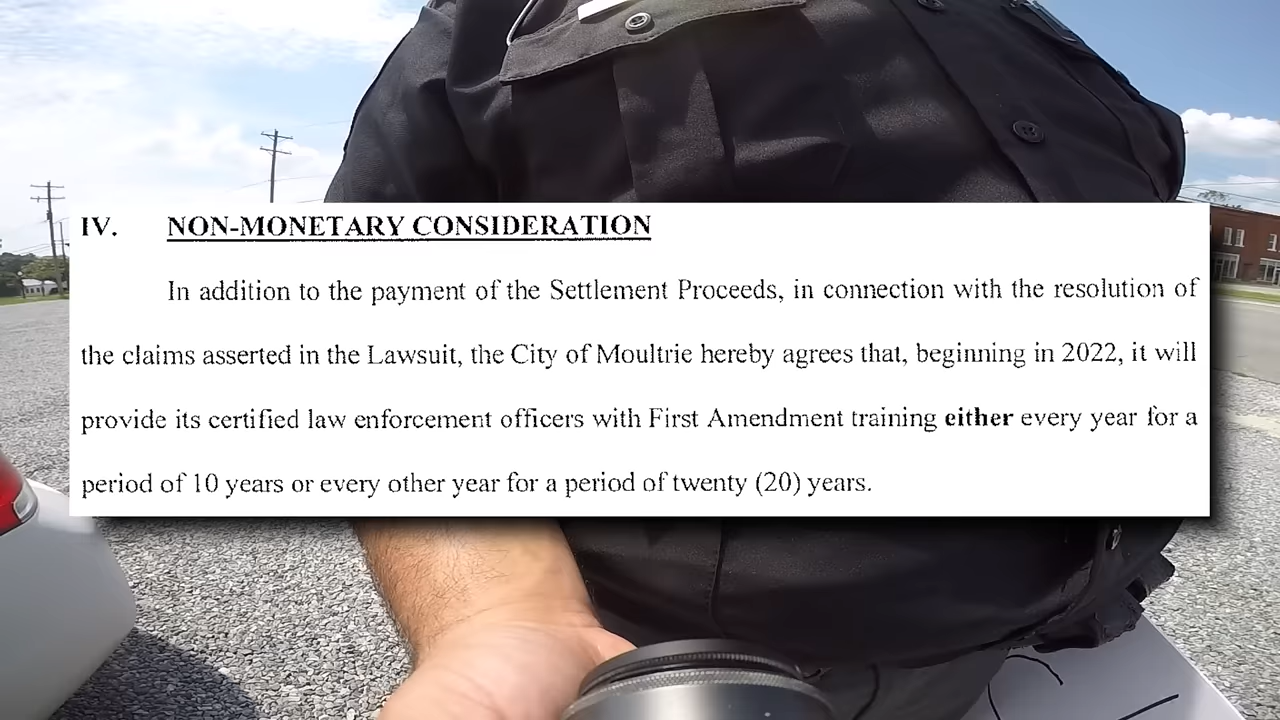 IV. NON-MONETARY CONSIDERATION
In addition to the payment of the Settlement Proceeds, in connection with the resolution of
the claims asserted in the Lawsuit, the City of Moultrie hereby agrees that, beginning in 2022, it will
provide its certified law enforcement officers with First Amendment training either every year for a
period of 10 years or every other year for a period of twenty (20) years.